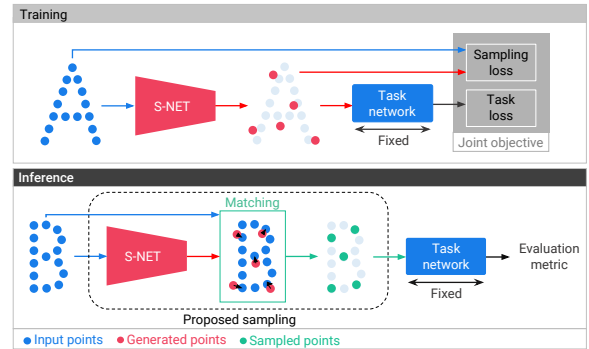 Training
S-NET
Task
network
Fixed
Sampling
loss
Task
loss
Joint objective
Inference
S-NET
Matching
Proposed sampling
Task
network
Fixed
Evaluation
metric
Input points
Generated points
Sampled points